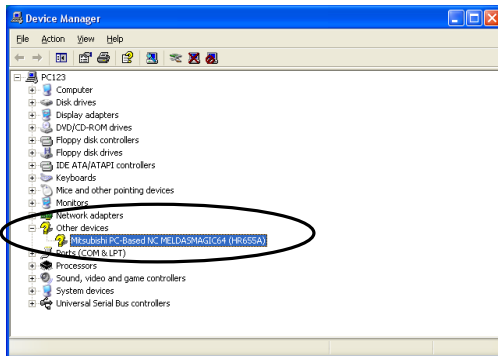 Device Manager
File Action View Help
PC123
Computer
Disk drives
Display adapters
DVD/CD-ROM drives
Floppy disk controllers
Floppy disk drives
IDE ATA/ATAPI controllers
Keyboards
Mice and other pointing devices
Monitors
Network adapters
Other devices
Mitsubishi PC-Based NC MELDASMAGIC64 (HR655A)
Ports (COM & LPT)
Processors
Sound, video and game controllers
System devices
Universal Serial Bus controllers